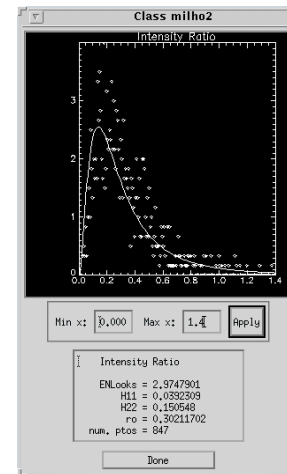 Class milho2
Intensity Ratio
3
2
1
0
0.0 0.2 0.4 0.6 0.8 1.0 1.2 1.4
Min x: 0.000 Max x: 1.4 Apply
Intensity Ratio
ENLooks = 2.9747901
H11 = 0.0392309
H22 = 0.150548
ro = 0.30211702
num. ptos = 847
Done